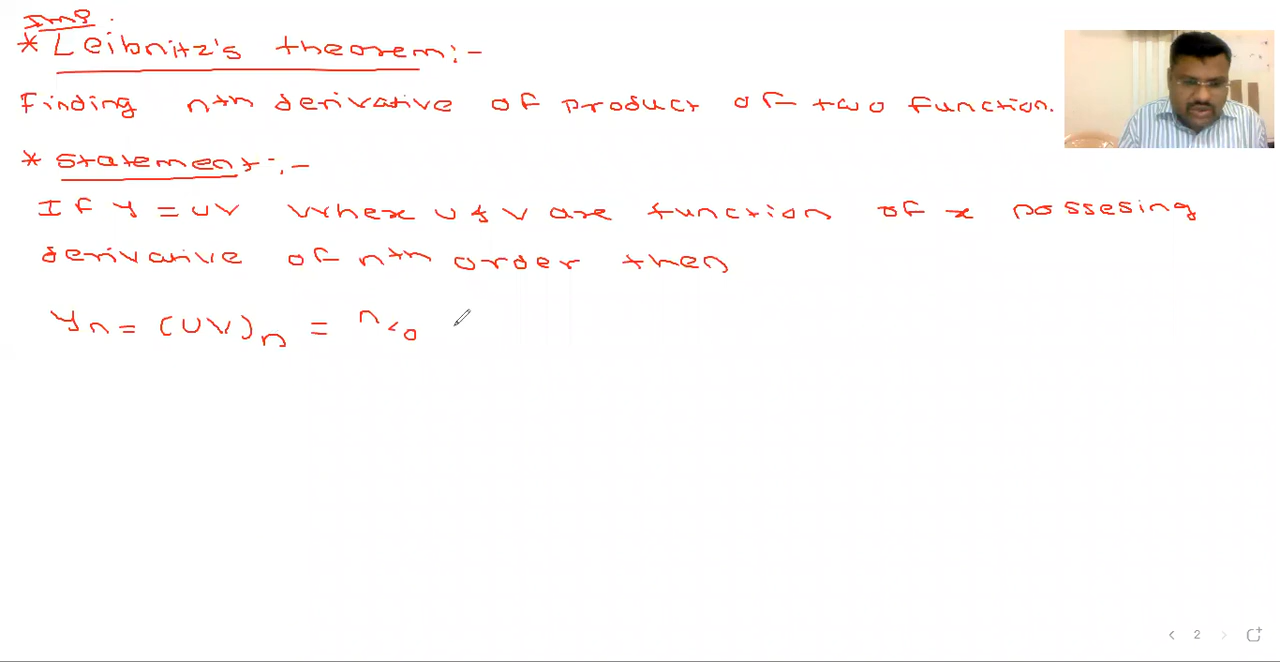 Imp.
* Leibnitz's theorem:-
Finding nth derivative of product of two function.
* Statement:-
If y = uv where u & v are function of x possesing
derivative of nth order then
yₙ = (uv)ₙ = ⁿc₀
2